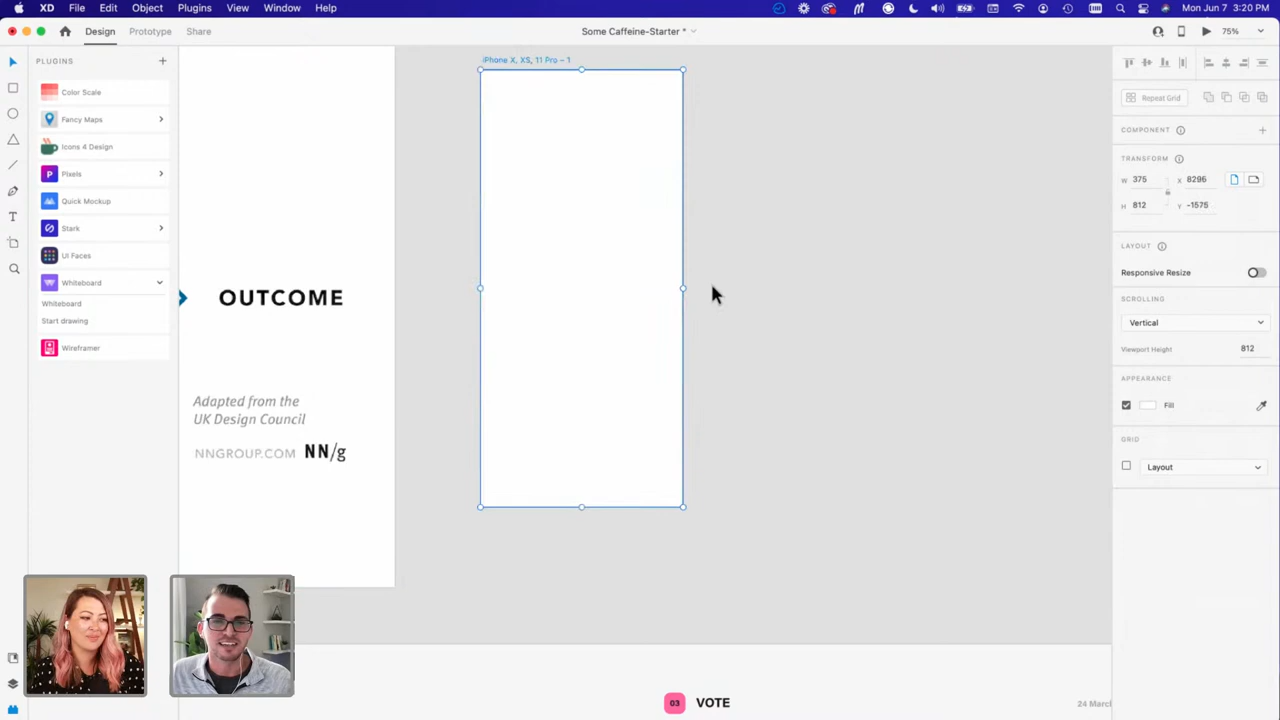 XD File Edit Object Plugins View Window Help
Mon Jun 7 3:20 PM
Design Prototype Share
Some Caffeine-Starter *
75%
PLUGINS
Color Scale
Fancy Maps
Icons 4 Design
Pixels
Quick Mockup
Stark
UI Faces
Whiteboard
Whiteboard
Start drawing
Wireframer
iPhone X, XS, 11 Pro – 1
OUTCOME
Adapted from the
UK Design Council
NNGROUP.COM NN/g
03 VOTE
24 March
Repeat Grid
COMPONENT
TRANSFORM
W 375 X 8296
H 812 Y -1575
LAYOUT
Responsive Resize
SCROLLING
Vertical
Viewport Height 812
APPEARANCE
Fill
GRID
Layout